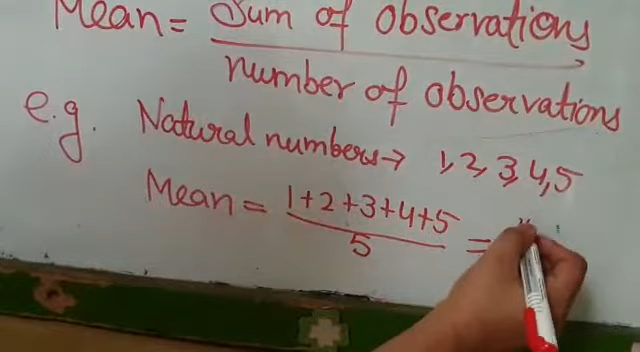 Mean = Sum of observations
number of observations
e.g. Natural numbers → 1, 2, 3, 4, 5
Mean = 1+2+3+4+5
5 =